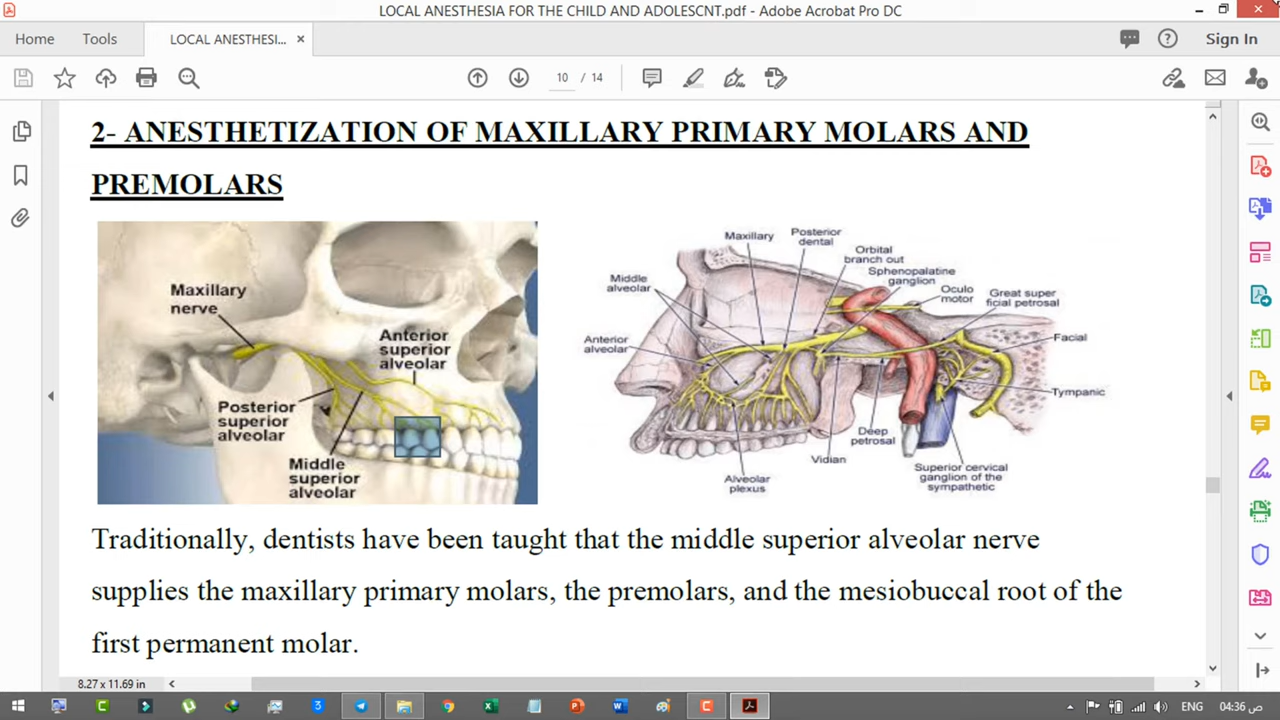 LOCAL ANESTHESIA FOR THE CHILD AND ADOLESCNT.pdf - Adobe Acrobat Pro DC
Home Tools LOCAL ANESTHESI... × Sign In
10 / 14
2- ANESTHETIZATION OF MAXILLARY PRIMARY MOLARS AND
PREMOLARS
Maxillary
nerve
Anterior
superior
alveolar
Posterior
superior
alveolar
Middle
superior
alveolar
Maxillary
Posterior
dental
Orbital
branch out
Sphenopalatine
ganglion
Middle
alveolar
Oculo
motor
Great super
ficial petrosal
Anterior
alveolar
Facial
Tympanic
Deep
petrosal
Vidian
Alveolar
plexus
Superior cervical
ganglion of the
sympathetic
Traditionally, dentists have been taught that the middle superior alveolar nerve
supplies the maxillary primary molars, the premolars, and the mesiobuccal root of the
first permanent molar.
8.27 x 11.69 in
ENG 04:36 ص